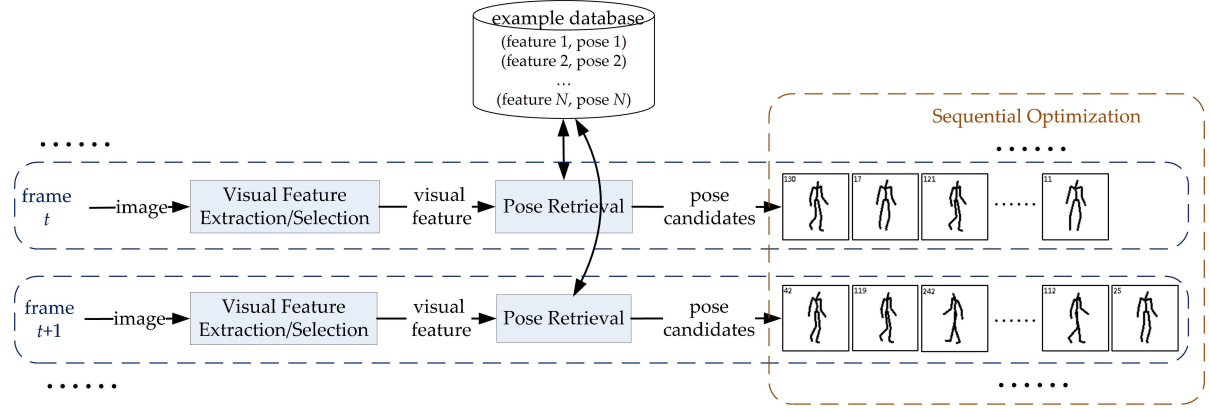 example database
(feature 1, pose 1)
(feature 2, pose 2)
...
(feature N, pose N)
Sequential Optimization
......
......
frame
t
image
Visual Feature
Extraction/Selection
visual
feature
Pose Retrieval
pose
candidates
130
17
121
......
11
frame
t+1
image
Visual Feature
Extraction/Selection
visual
feature
Pose Retrieval
pose
candidates
42
119
242
......
112
25
......
......